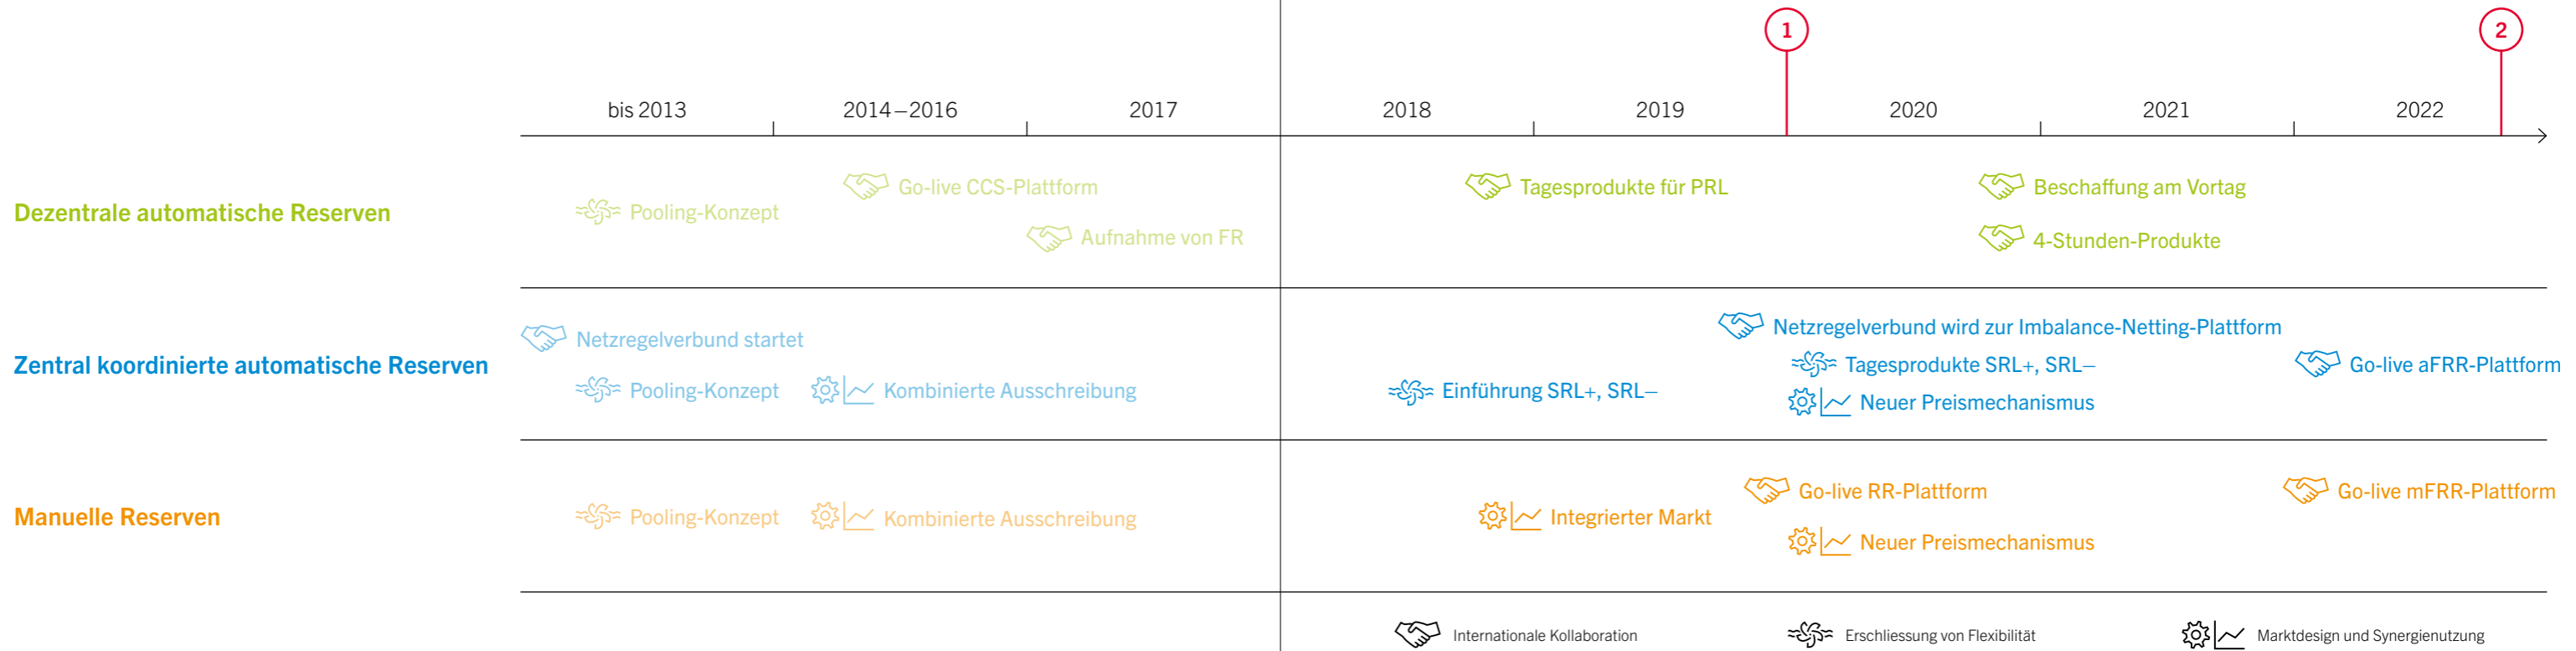 1
2
bis 2013
2014–2016
2017
2018
2019
2020
2021
2022
Dezentrale automatische Reserven
Pooling-Konzept
Go-live CCS-Plattform
Aufnahme von FR
Tagesprodukte für PRL
Beschaffung am Vortag
4-Stunden-Produkte
Zentral koordinierte automatische Reserven
Netzregelverbund startet
Pooling-Konzept
Kombinierte Ausschreibung
Einführung SRL+, SRL–
Netzregelverbund wird zur Imbalance-Netting-Plattform
Tagesprodukte SRL+, SRL–
Neuer Preismechanismus
Go-live aFRR-Plattform
Manuelle Reserven
Pooling-Konzept
Kombinierte Ausschreibung
Integrierter Markt
Go-live RR-Plattform
Neuer Preismechanismus
Go-live mFRR-Plattform
Internationale Kollaboration
Erschliessung von Flexibilität
Marktdesign und Synergienutzung